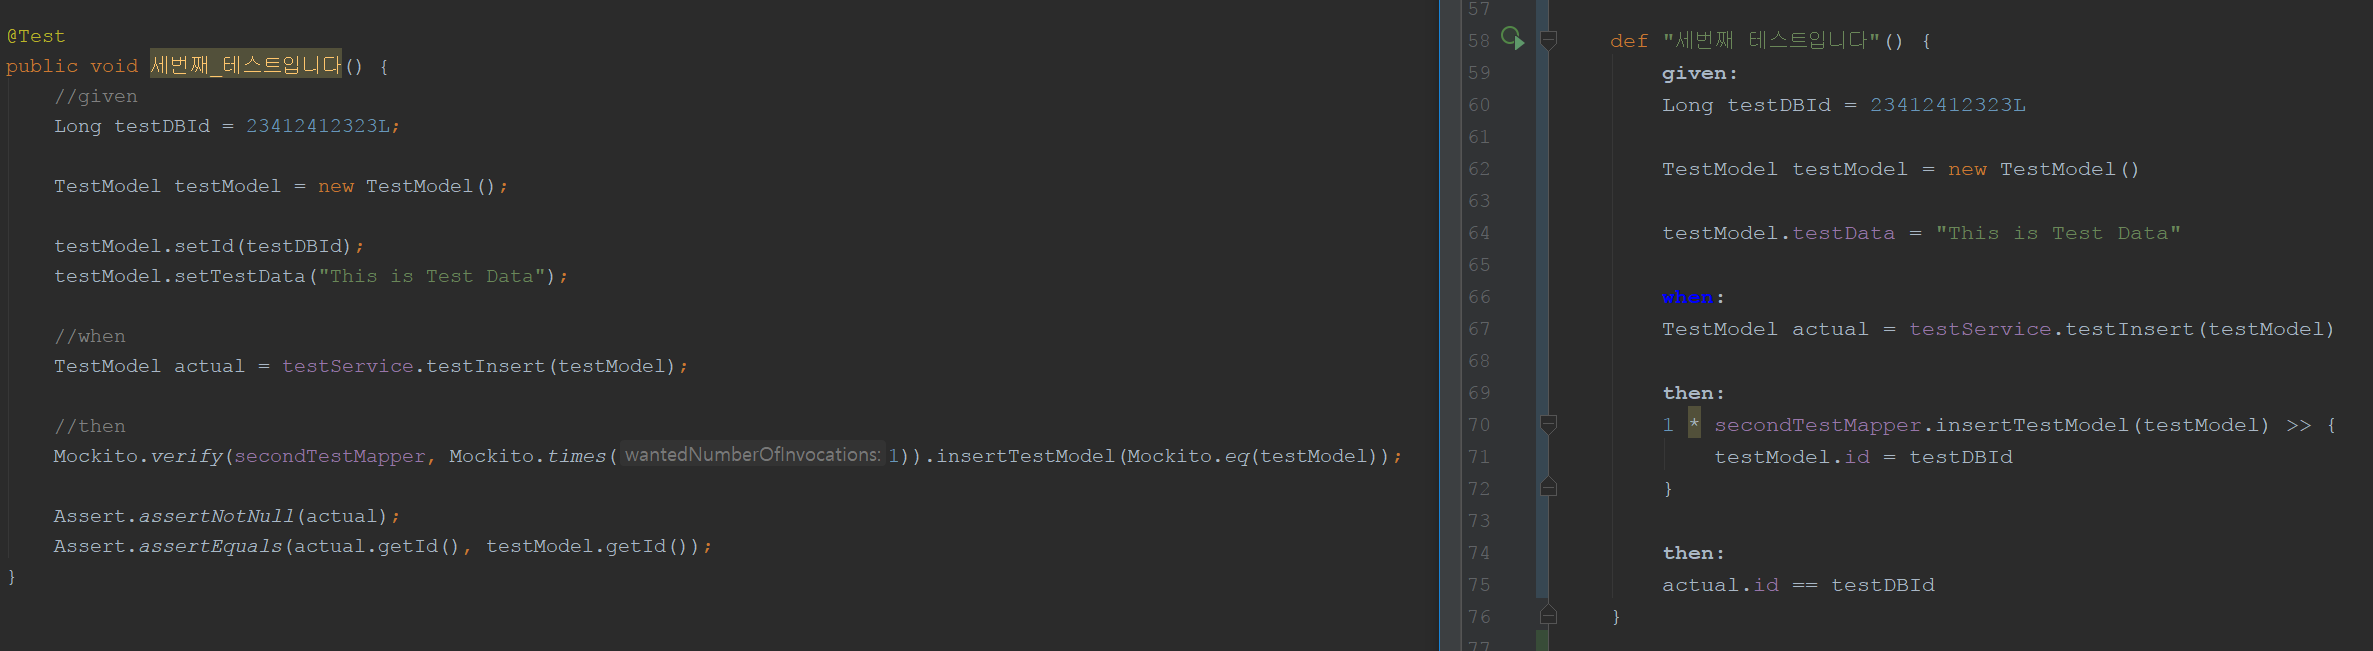 @Test
public void 세번째_테스트입니다() {
//given
Long testDBId = 23412412323L;
TestModel testModel = new TestModel();
testModel.setId(testDBId);
testModel.setTestData("This is Test Data");
//when
TestModel actual = testService.testInsert(testModel);
//then
Mockito.verify(secondTestMapper, Mockito.times( wantedNumberOfInvocations: 1)).insertTestModel(Mockito.eq(testModel));
Assert.assertNotNull(actual);
Assert.assertEquals(actual.getId(), testModel.getId());
}
57
58 def "세번째 테스트입니다"() {
59 given:
60 Long testDBId = 23412412323L
61
62 TestModel testModel = new TestModel()
63
64 testModel.testData = "This is Test Data"
65
66 when:
67 TestModel actual = testService.testInsert(testModel)
68
69 then:
70 1 * secondTestMapper.insertTestModel(testModel) >> {
71 testModel.id = testDBId
72 }
73
74 then:
75 actual.id == testDBId
76 }
77